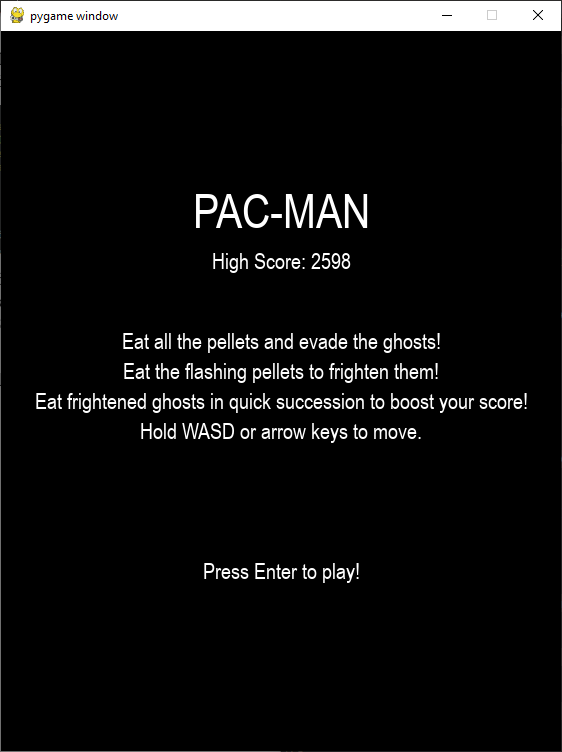 pygame window
PAC-MAN
High Score: 2598
Eat all the pellets and evade the ghosts!
Eat the flashing pellets to frighten them!
Eat frightened ghosts in quick succession to boost your score!
Hold WASD or arrow keys to move.
Press Enter to play!